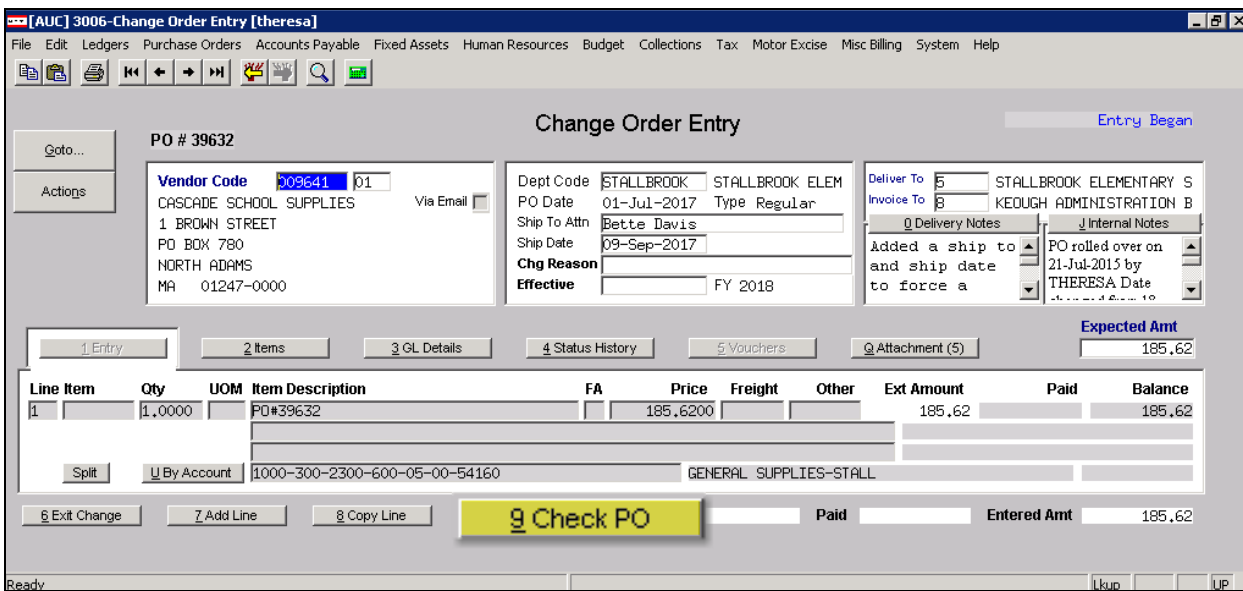 [AUC] 3006-Change Order Entry [theresa]
File Edit Ledgers Purchase Orders Accounts Payable Fixed Assets Human Resources Budget Collections Tax Motor Excise Misc Billing System Help
Change Order Entry
Entry Began
Goto...
Actions
PO # 39632
Vendor Code 009641 01
CASCADE SCHOOL SUPPLIES Via Email
1 BROWN STREET
PO BOX 780
NORTH ADAMS
MA 01247-0000
Dept Code STALLBROOK STALLBROOK ELEM
PO Date 01-Jul-2017 Type Regular
Ship To Attn Bette Davis
Ship Date 09-Sep-2017
Chg Reason
Effective FY 2018
Deliver To 5 STALLBROOK ELEMENTARY S
Invoice To 8 KEOUGH ADMINISTRATION B
O Delivery Notes J Internal Notes
Added a ship to
and ship date
to force a
PO rolled over on
21-Jul-2015 by
THERESA Date
Expected Amt
185.62
1 Entry 2 Items 3 GL Details 4 Status History 5 Vouchers Q Attachment (5)
Line Item Qty UOM Item Description FA Price Freight Other Ext Amount Paid Balance
1 1.0000 PO#39632 185.6200 185.62 185.62
Split U By Account 1000-300-2300-600-05-00-54160 GENERAL SUPPLIES-STALL
6 Exit Change 7 Add Line 8 Copy Line 9 Check PO Paid Entered Amt 185.62
Ready Lkup UP